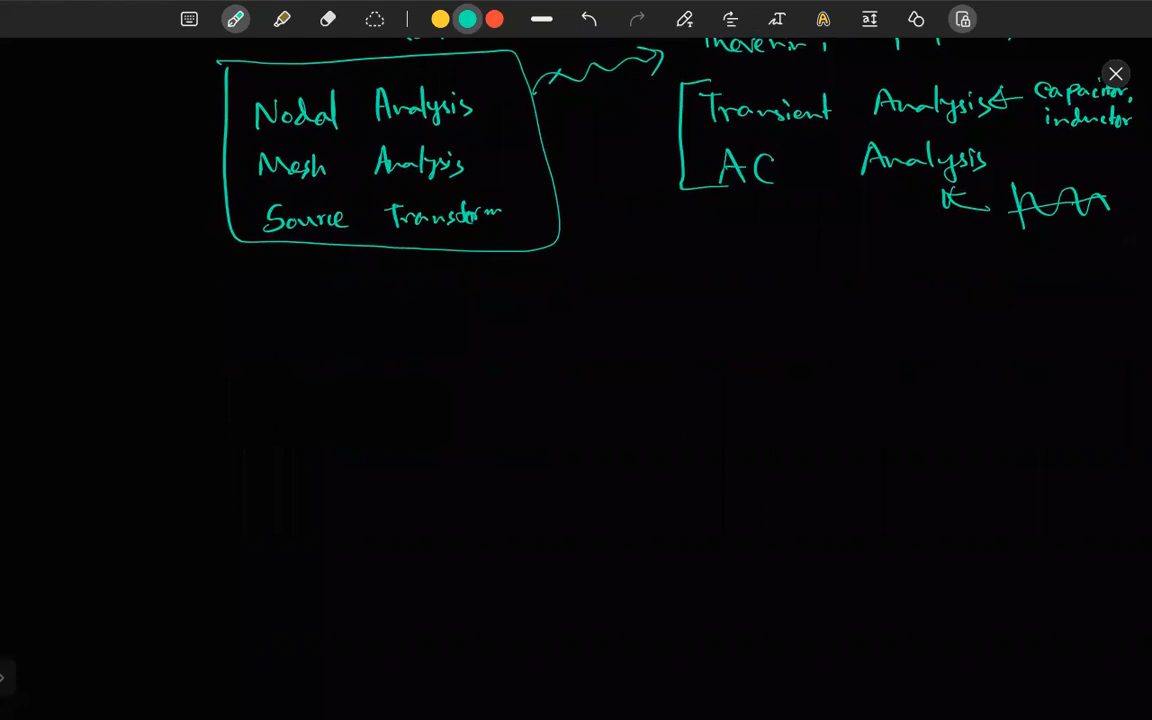 Nodal Analysis
Mesh Analysis
Source Transform
Transient Analysis
capacitor,
inductor
AC Analysis